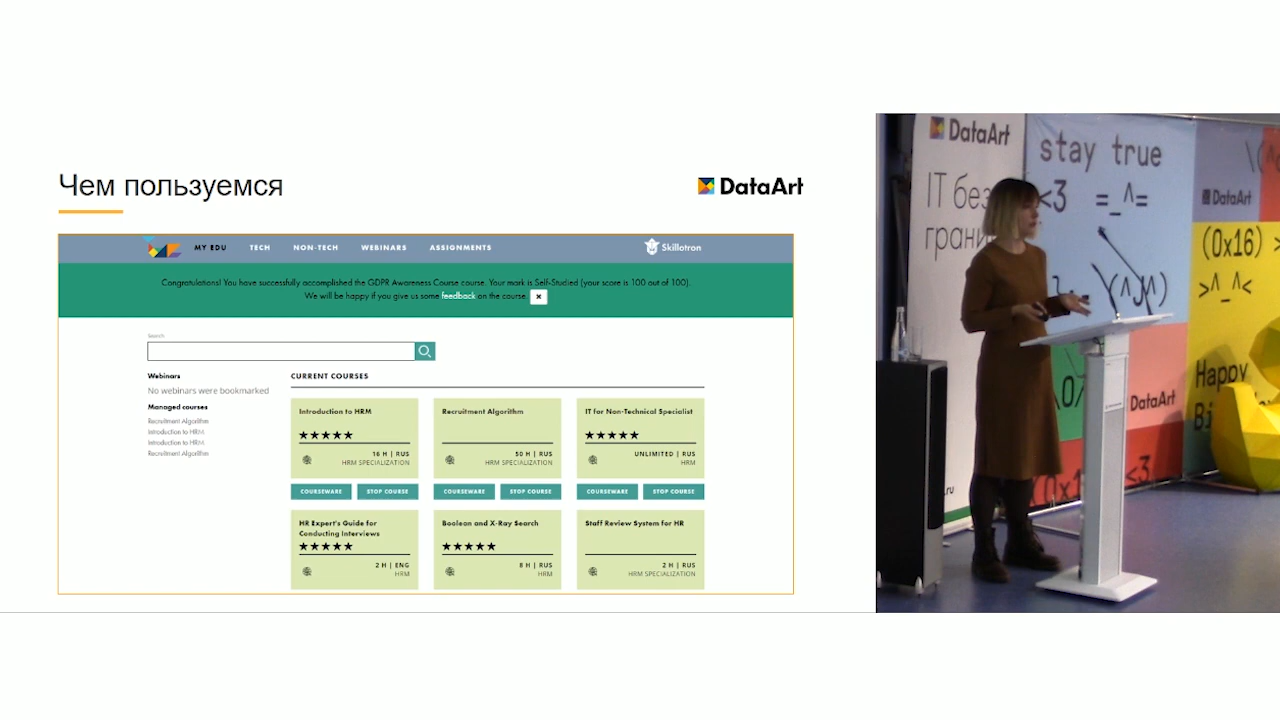 Чем пользуемся
DataArt
MY EDU TECH NON-TECH WEBINARS ASSIGNMENTS Skillotron
Congratulations! You have successfully accomplished the GDPR Awareness Course course. Your mark is Self-Studied (your score is 100 out of 100).
We will be happy if you give us some feedback on the course.
Search
Webinars
No webinars were bookmarked
Managed courses
Recruitment Algorithm
Introduction to HRM
Introduction to HRM
Recruitment Algorithm
CURRENT COURSES
Introduction to HRM
★★★★★
16 H | RUS
HRM SPECIALIZATION
COURSEWARE STOP COURSE
Recruitment Algorithm
50 H | RUS
HRM SPECIALIZATION
COURSEWARE STOP COURSE
IT for Non-Technical Specialist
★★★★★
UNLIMITED | RUS
HRM
COURSEWARE STOP COURSE
HR Expert's Guide for
Conducting Interviews
★★★★★
2 H | ENG
HRM
Boolean and X-Ray Search
★★★★★
8 H | RUS
HRM
Staff Review System for HR
2 H | RUS
HRM SPECIALIZATION
DataArt
IT без
грани
.ru
stay true
<3 =_^=
\(^J^)
DataArt
(0x16) >
>^_^<
Happy
Bi
\O/
DataArt
(0x1
<3